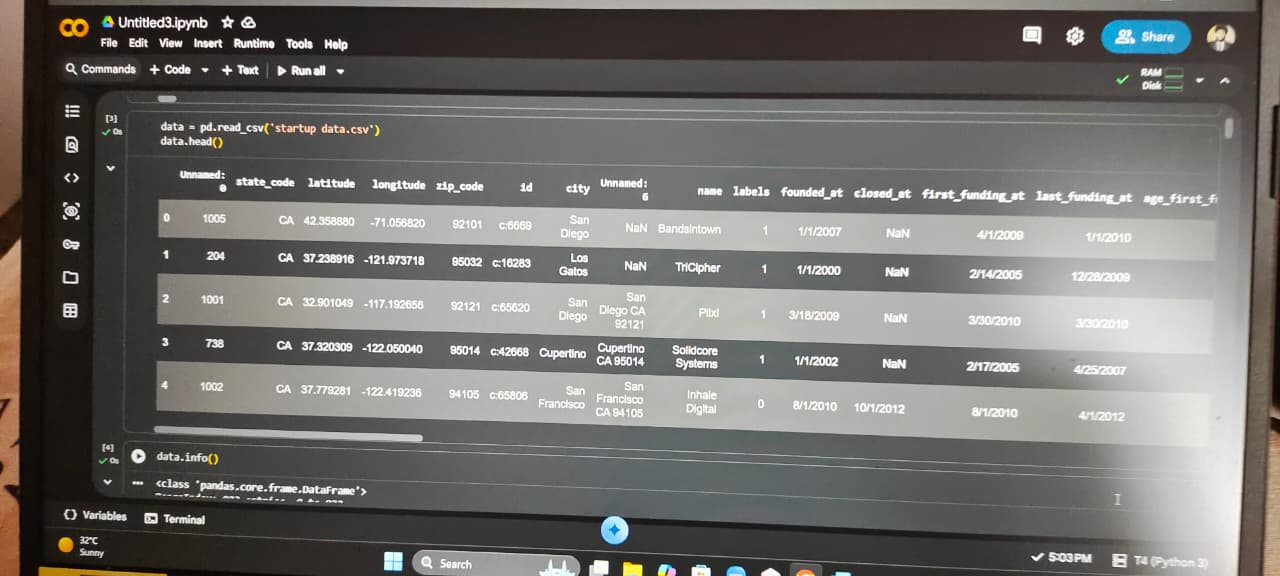 Untitled3.ipynb
File Edit View Insert Runtime Tools Help
Share
Commands + Code + Text Run all
RAM
Disk
[3]
0s
data = pd.read_csv('startup data.csv')
data.head()
Unnamed: 0 state_code latitude longitude zip_code id city Unnamed: 6 name labels founded_at closed_at first_funding_at last_funding_at age_first_f
0 1005 CA 42.358880 -71.056820 92101 c:6669 San Diego NaN Bandsintown 1 1/1/2007 NaN 4/1/2009 1/1/2010
1 204 CA 37.238916 -121.973718 95032 c:16283 Los Gatos NaN TriCipher 1 1/1/2000 NaN 2/14/2005 12/28/2009
2 1001 CA 32.901049 -117.192656 92121 c:65620 San Diego San Diego CA 92121 Plixi 1 3/18/2009 NaN 3/30/2010 3/30/2010
3 738 CA 37.320309 -122.050040 95014 c:42668 Cupertino Cupertino CA 95014 Solidcore Systems 1 1/1/2002 NaN 2/17/2005 4/25/2007
4 1002 CA 37.779281 -122.419236 94105 c:65806 San Francisco San Francisco CA 94105 Inhale Digital 0 8/1/2010 10/1/2012 8/1/2010 4/1/2012
[4]
0s
data.info()
<class 'pandas.core.frame.DataFrame'>
Variables Terminal
5:03 PM T4 (Python 3)
32°C
Sunny
Search